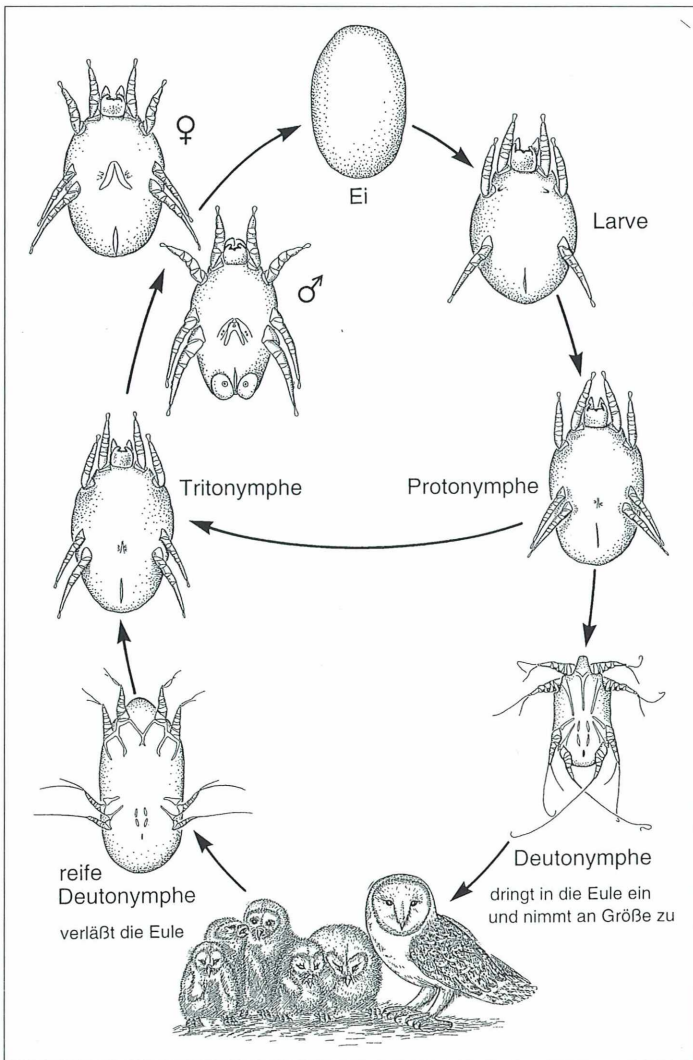 ♀
Ei
Larve
♂
Tritonymphe
Protonymphe
Deutonymphe
dringt in die Eule ein
und nimmt an Größe zu
reife
Deutonymphe
verläßt die Eule